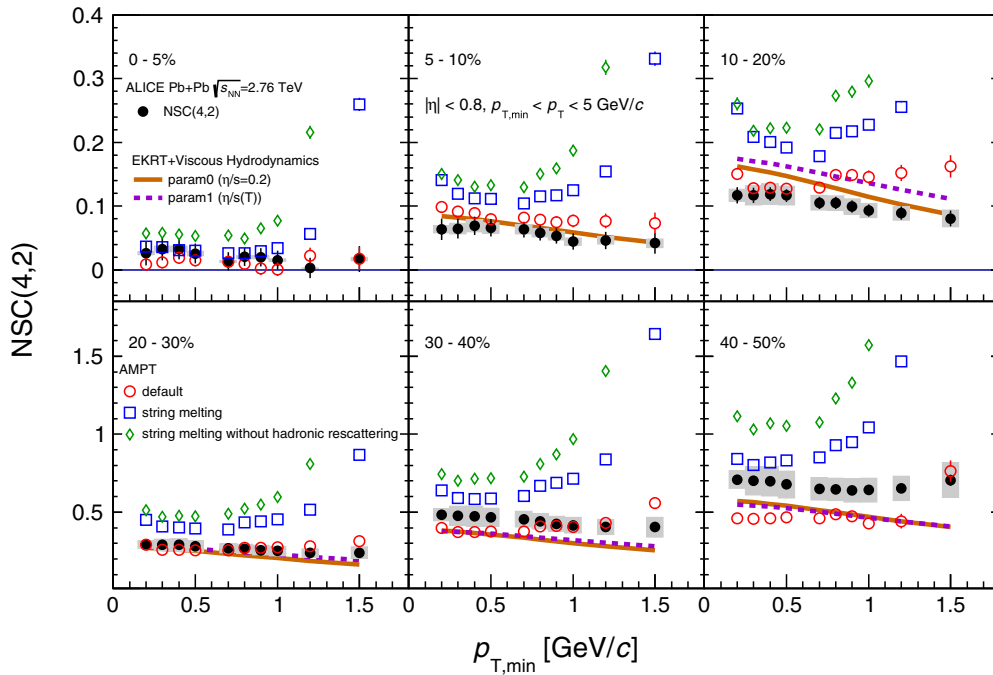 NSC(4,2)
0.4
0.3
0.2
0.1
0
0 - 5%
ALICE Pb+Pb √sNN=2.76 TeV
NSC(4,2)
EKRT+Viscous Hydrodynamics
param0 (η/s=0.2)
param1 (η/s(T))
5 - 10%
|η| < 0.8, pT,min < pT < 5 GeV/c
10 - 20%
1.5
1
0.5
20 - 30%
AMPT
default
string melting
string melting without hadronic rescattering
30 - 40%
40 - 50%
0 0.5 1 1.5 0 0.5 1 1.5 0 0.5 1 1.5
pT,min [GeV/c]